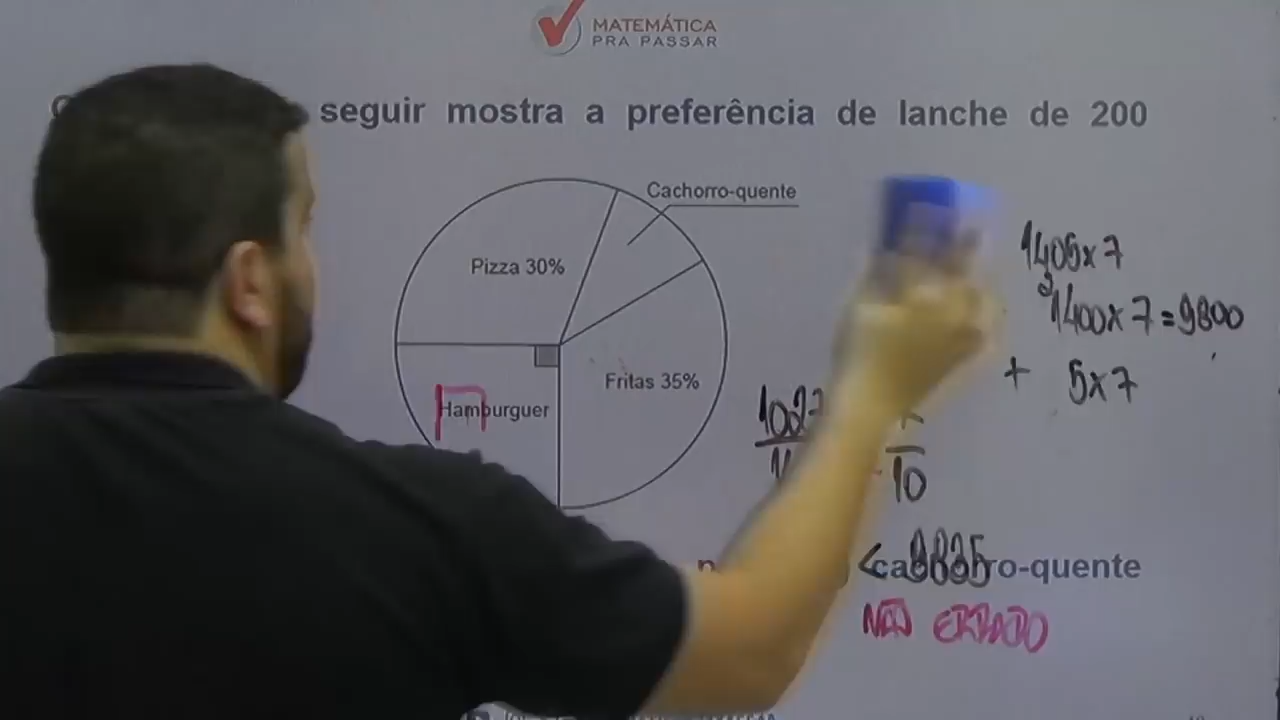 MATEMÁTICA
PRA PASSAR
seguir mostra a preferência de lanche de 200
Cachorro-quente
Pizza 30%
Fritas 35%
Hamburguer
1405x7
1400x7=9800
+ 5x7
10
< 9835
cachorro-quente
NÃO ERRADO